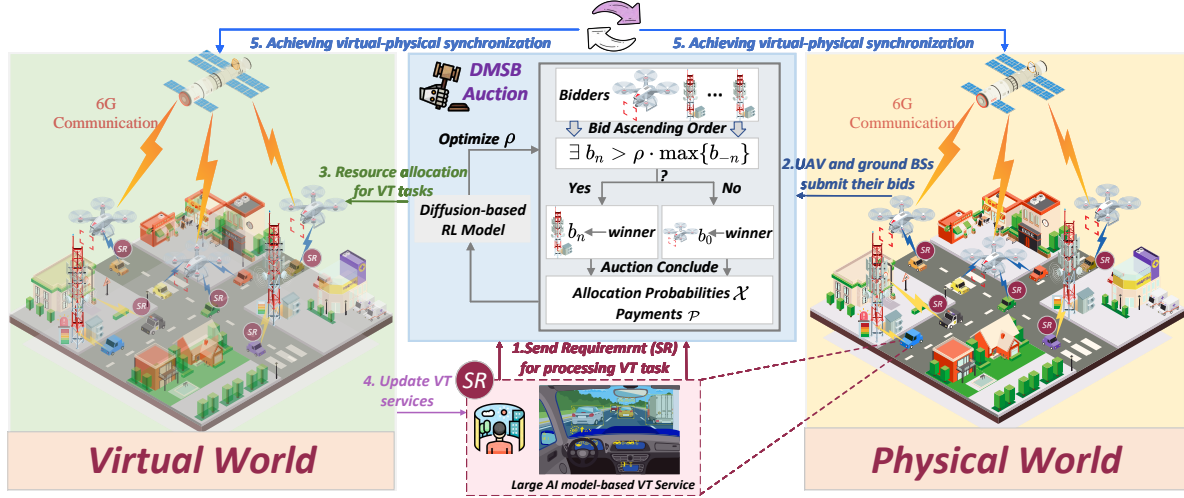 5. Achieving virtual-physical synchronization
5. Achieving virtual-physical synchronization
6G
Communication
DMSB
Auction
Bidders
...
Bid Ascending Order
∃ b_n > ρ · max{b_{-n}}
?
Yes
No
b_n
winner
b_0
winner
Auction Conclude
Allocation Probabilities 𝒳
Payments 𝒫
Optimize ρ
Diffusion-based
RL Model
3. Resource allocation
for VT tasks
2.UAV and ground BSs
submit their bids
6G
Communication
SR
SR
SR
SR
SR
SR
SR
SR
SR
SR
1.Send Requiremrnt (SR)
for processing VT task
4. Update VT
services
SR
Large AI model-based VT Service
Virtual World
Physical World